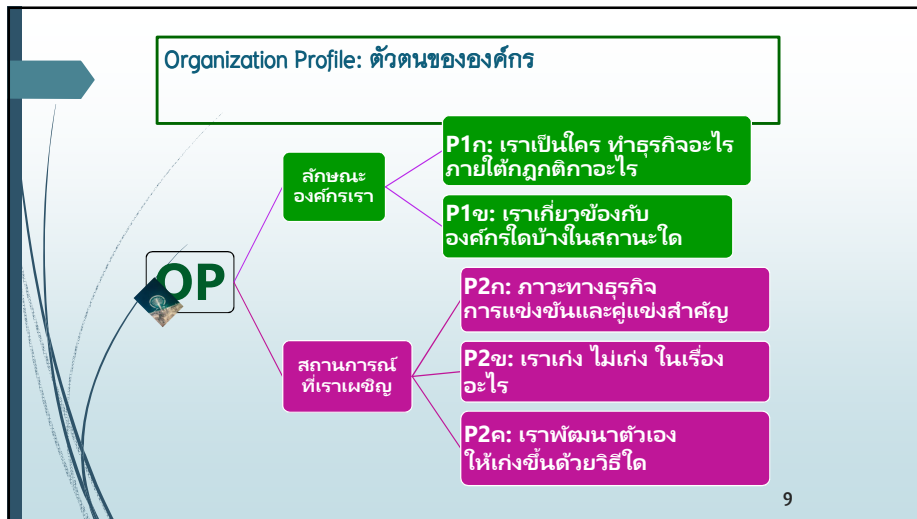 Organization Profile: ตัวตนขององค์กร
ลักษณะ
องค์กรเรา
P1ก: เราเป็นใคร ทำธุรกิจอะไร
ภายใต้กฎกติกาอะไร
P1ข: เราเกี่ยวข้องกับ
องค์กรใดบ้างในสถานะใด
OP
สถานการณ์
ที่เราเผชิญ
P2ก: ภาวะทางธุรกิจ
การแข่งขันและคู่แข่งสำคัญ
P2ข: เราเก่ง ไม่เก่ง ในเรื่อง
อะไร
P2ค: เราพัฒนาตัวเอง
ให้เก่งขึ้นด้วยวิธีใด
9